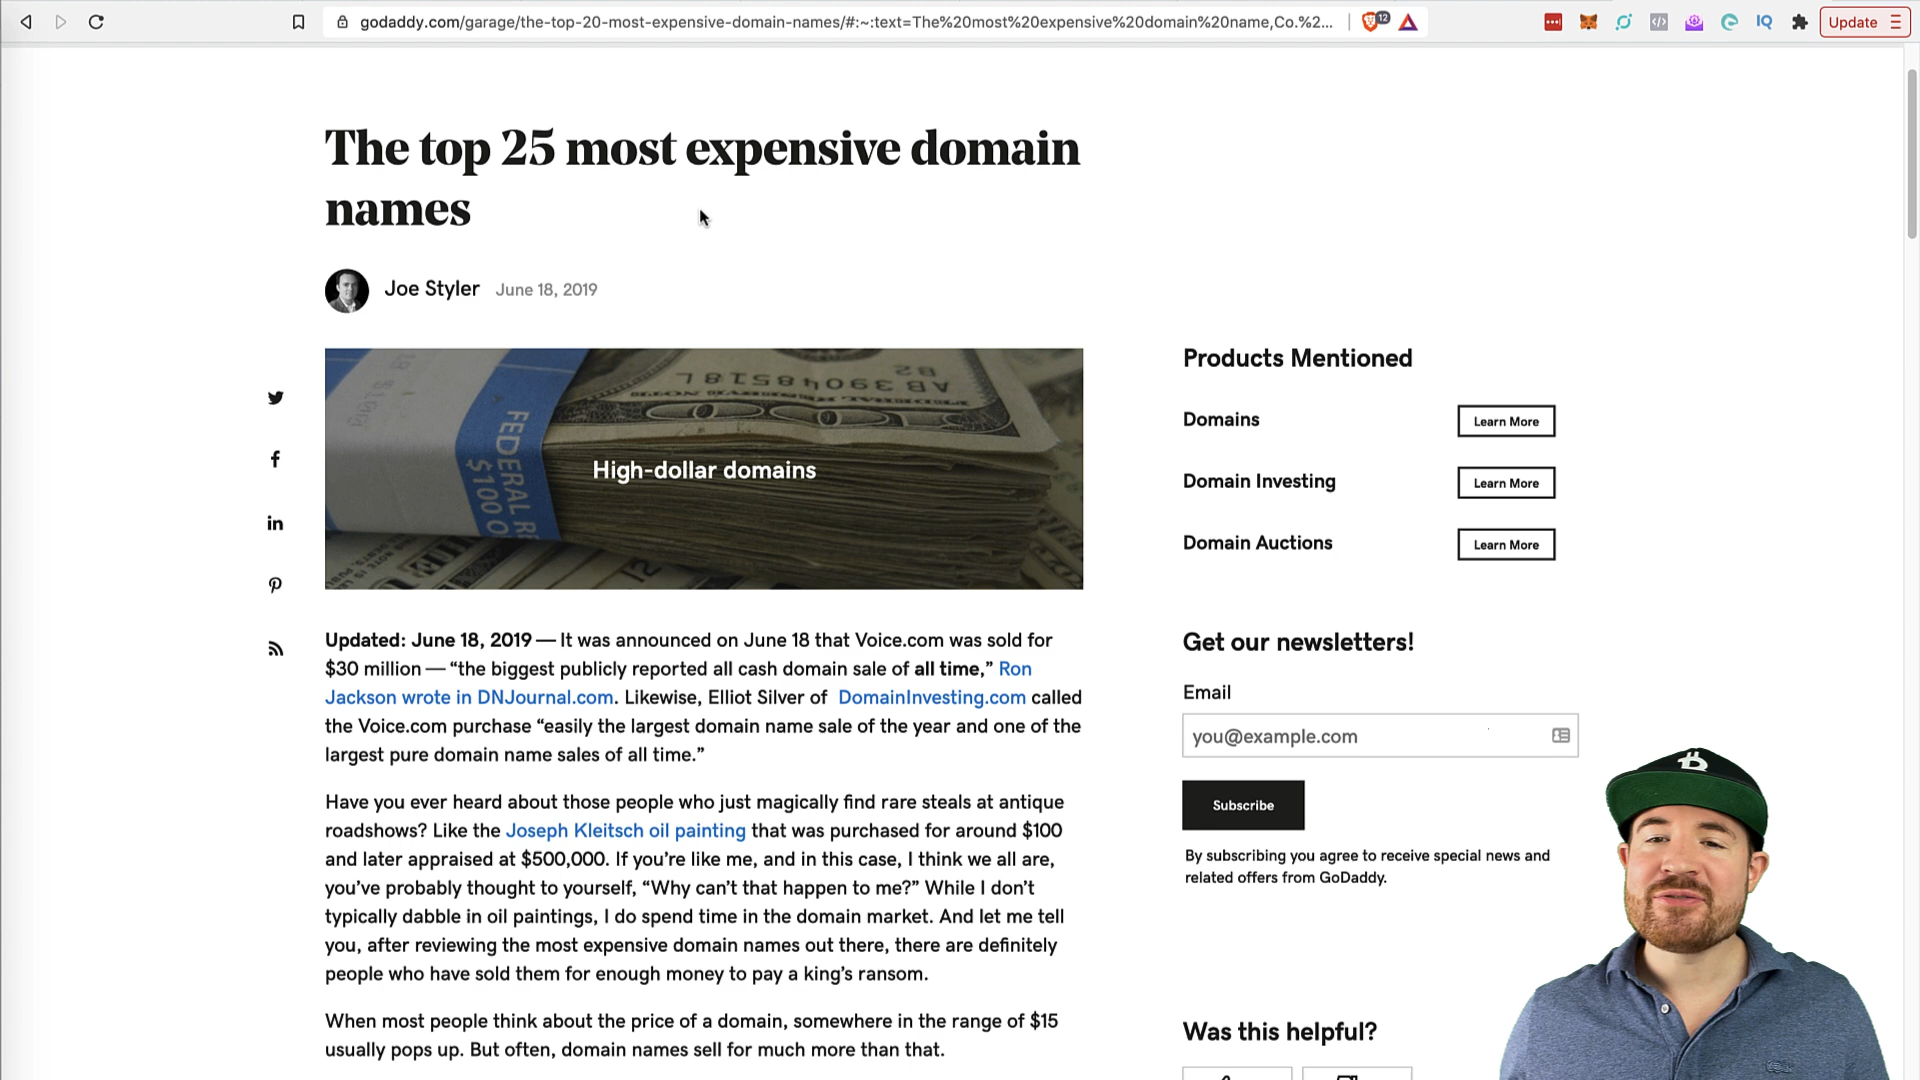 godaddy.com/garage/the-top-20-most-expensive-domain-names/#:~:text=The%20most%20expensive%20domain%20name,Co.%2...
12
IQ
Update
The top 25 most expensive domain
names
Joe Styler June 18, 2019
AB39048518L
B2
FEDERAL RE
$100
High-dollar domains
Products Mentioned
Domains
Learn More
Domain Investing
Learn More
Domain Auctions
Learn More
Updated: June 18, 2019 — It was announced on June 18 that Voice.com was sold for
$30 million — “the biggest publicly reported all cash domain sale of all time,” Ron
Jackson wrote in DNJournal.com. Likewise, Elliot Silver of DomainInvesting.com called
the Voice.com purchase “easily the largest domain name sale of the year and one of the
largest pure domain name sales of all time.”
Have you ever heard about those people who just magically find rare steals at antique
roadshows? Like the Joseph Kleitsch oil painting that was purchased for around $100
and later appraised at $500,000. If you’re like me, and in this case, I think we all are,
you’ve probably thought to yourself, “Why can’t that happen to me?” While I don’t
typically dabble in oil paintings, I do spend time in the domain market. And let me tell
you, after reviewing the most expensive domain names out there, there are definitely
people who have sold them for enough money to pay a king’s ransom.
When most people think about the price of a domain, somewhere in the range of $15
usually pops up. But often, domain names sell for much more than that.
Get our newsletters!
Email
you@example.com
Subscribe
By subscribing you agree to receive special news and
related offers from GoDaddy.
Was this helpful?